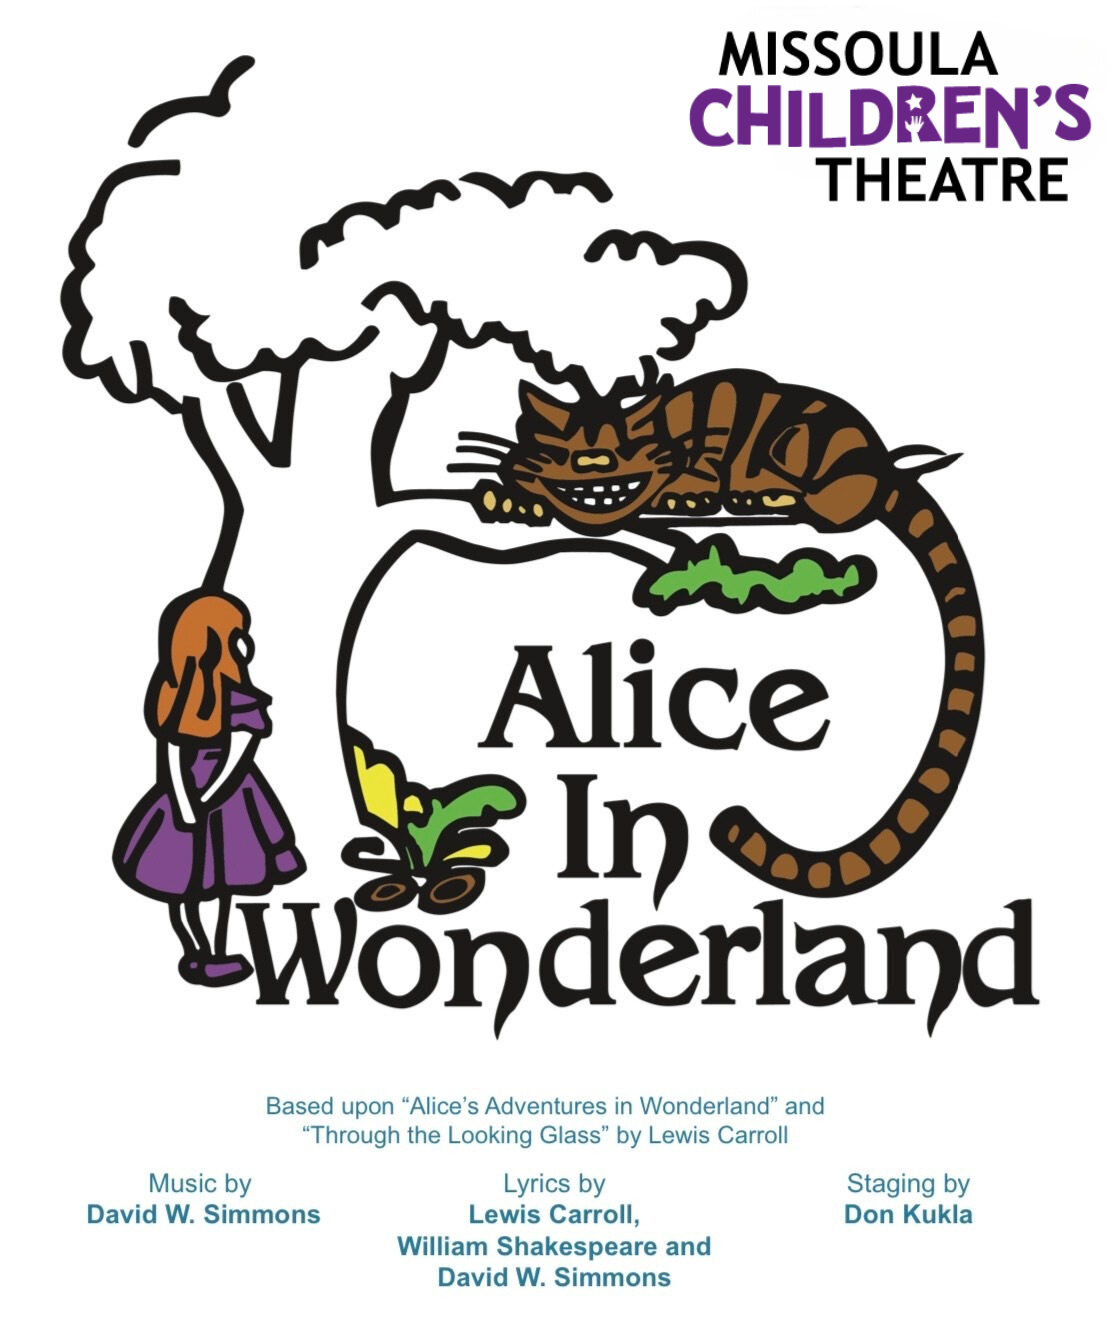 MISSOULA
CHILDREN'S
THEATRE
Alice
In
Wonderland
Based upon “Alice’s Adventures in Wonderland” and
“Through the Looking Glass” by Lewis Carroll
Music by
David W. Simmons
Lyrics by
Lewis Carroll,
William Shakespeare and
David W. Simmons
Staging by
Don Kukla